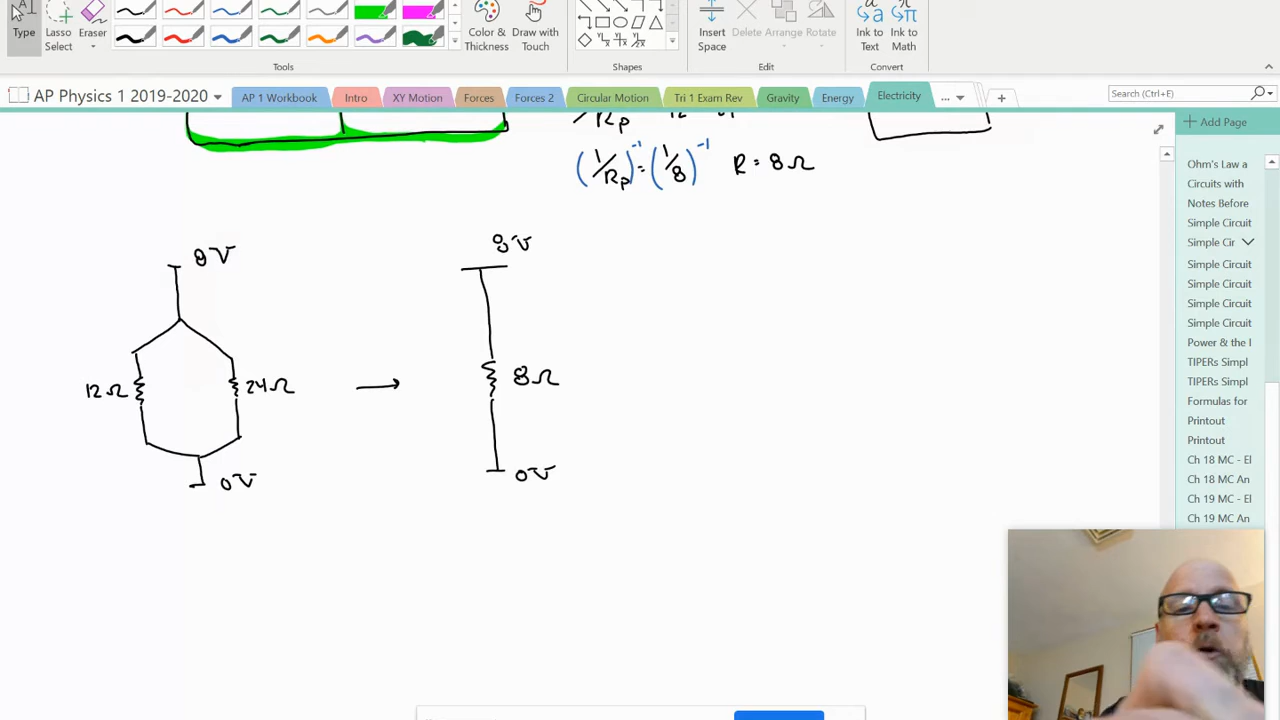 Type
Lasso Select
Eraser
Color & Thickness
Draw with Touch
Insert Space
Delete
Arrange
Rotate
Ink to Text
Ink to Math
Tools
Shapes
Edit
Convert
AP Physics 1 2019-2020
AP 1 Workbook
Intro
XY Motion
Forces
Forces 2
Circular Motion
Tri 1 Exam Rev
Gravity
Energy
Electricity
...
+
Search (Ctrl+E)
Add Page
Ohm's Law a
Circuits with
Notes Before
Simple Circuit
Simple Cir
Simple Circuit
Simple Circuit
Simple Circuit
Simple Circuit
Power & the I
TIPERs Simpl
TIPERs Simpl
Formulas for
Printout
Printout
Ch 18 MC - El
Ch 18 MC An
Ch 19 MC - El
Ch 19 MC An
(1/Rp)⁻¹ = (1/8)⁻¹ R = 8Ω
8V
8V
12Ω
24Ω
8Ω
0V
0V